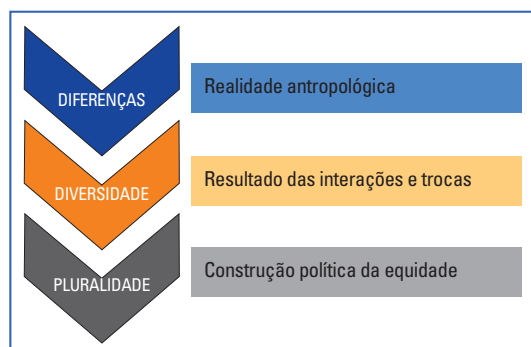 DIFERENÇAS
Realidade antropológica
DIVERSIDADE
Resultado das interações e trocas
PLURALIDADE
Construção política da equidade